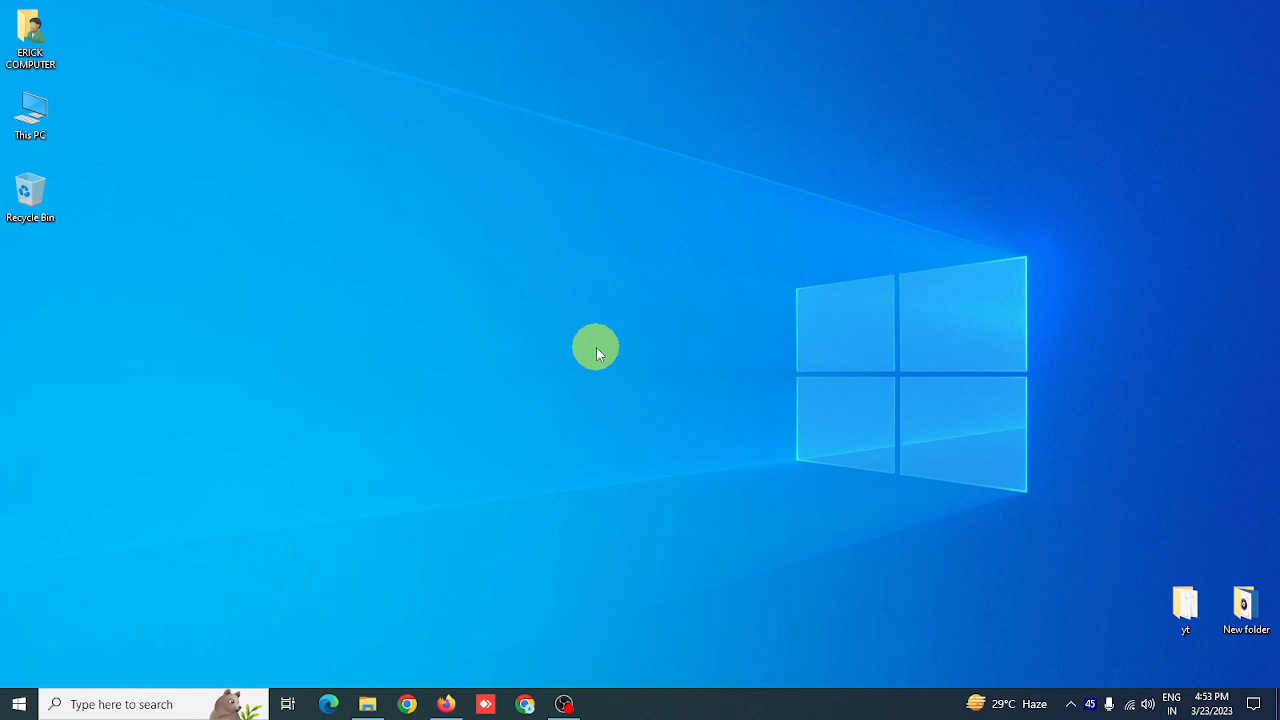 ERICK
COMPUTER
This PC
Recycle Bin
yt
New folder
Type here to search
29°C Haze
45
ENG
IN
4:53 PM
3/23/2023